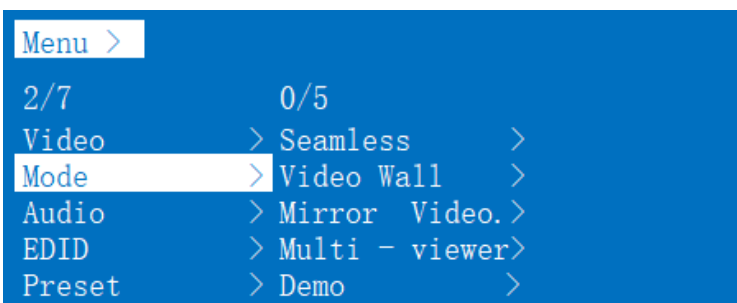 Menu >
2/7 0/5
Video > Seamless >
Mode > Video Wall >
Audio > Mirror Video. >
EDID > Multi - viewer>
Preset > Demo >